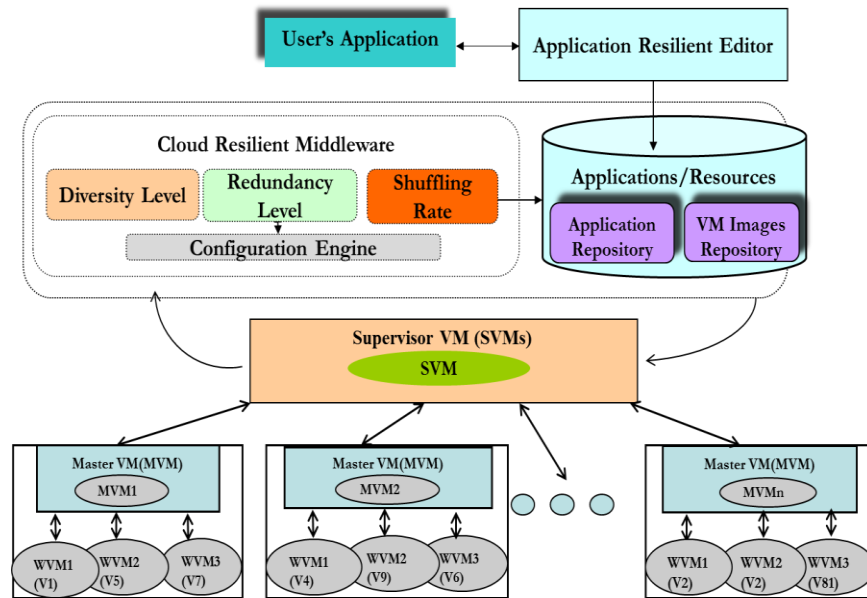 User's Application
Application Resilient Editor
Cloud Resilient Middleware
Diversity Level
Redundancy
Level
Shuffling
Rate
Configuration Engine
Applications/Resources
Application
Repository
VM Images
Repository
Supervisor VM (SVMs)
SVM
Master VM(MVM)
MVM1
WVM1
(V1)
WVM2
(V5)
WVM3
(V7)
Master VM(MVM)
MVM2
WVM1
(V4)
WVM2
(V9)
WVM3
(V6)
Master VM(MVM)
MVMn
WVM1
(V2)
WVM2
(V2)
WVM3
(V81)